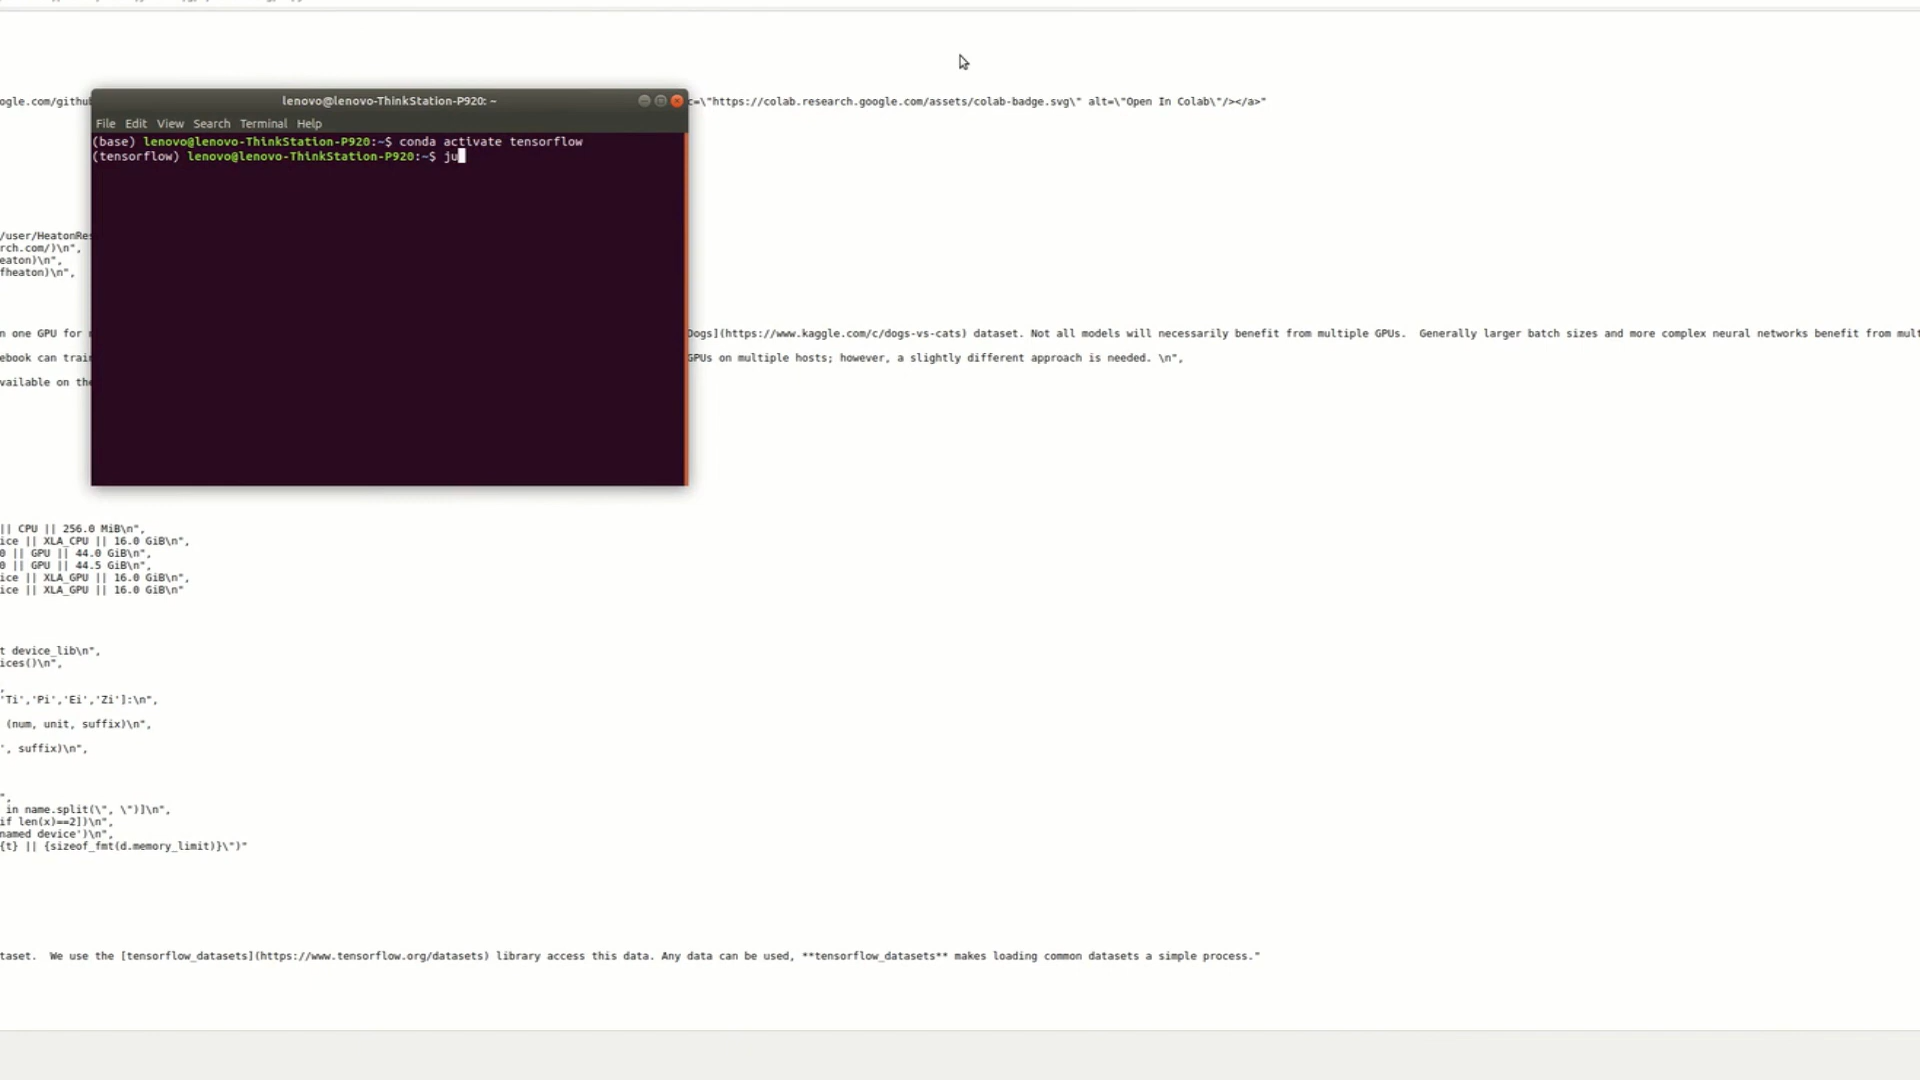 ogle.com/githu
c=\"https://colab.research.google.com/assets/colab-badge.svg\" alt=\"Open In Colab\"/></a>"
lenovo@lenovo-ThinkStation-P920: ~
File Edit View Search Terminal Help
(base) lenovo@lenovo-ThinkStation-P920:~$ conda activate tensorflow
(tensorflow) lenovo@lenovo-ThinkStation-P920:~$ ju
/user/HeatonRes
rch.com/)\n",
eaton)\n",
fheaton)\n",
n one GPU for
Dogs](https://www.kaggle.com/c/dogs-vs-cats) dataset. Not all models will necessarily benefit from multiple GPUs.  Generally larger batch sizes and more complex neural networks benefit from mult
ebook can trai
GPUs on multiple hosts; however, a slightly different approach is needed. \n",
vailable on the
|| CPU || 256.0 MiB\n",
ice || XLA_CPU || 16.0 GiB\n",
0 || GPU || 44.0 GiB\n",
0 || GPU || 44.5 GiB\n",
ice || XLA_GPU || 16.0 GiB\n",
ice || XLA_GPU || 16.0 GiB\n"
t device_lib\n",
ices()\n",
,
'Ti','Pi','Ei','Zi']:\n",
(num, unit, suffix)\n",
', suffix)\n",
",
in name.split(\", \")]\n",
if len(x)==2])\n",
named device')\n",
{t} || {sizeof_fmt(d.memory_limit)}\")"
taset.  We use the [tensorflow_datasets](https://www.tensorflow.org/datasets) library access this data. Any data can be used, **tensorflow_datasets** makes loading common datasets a simple process."